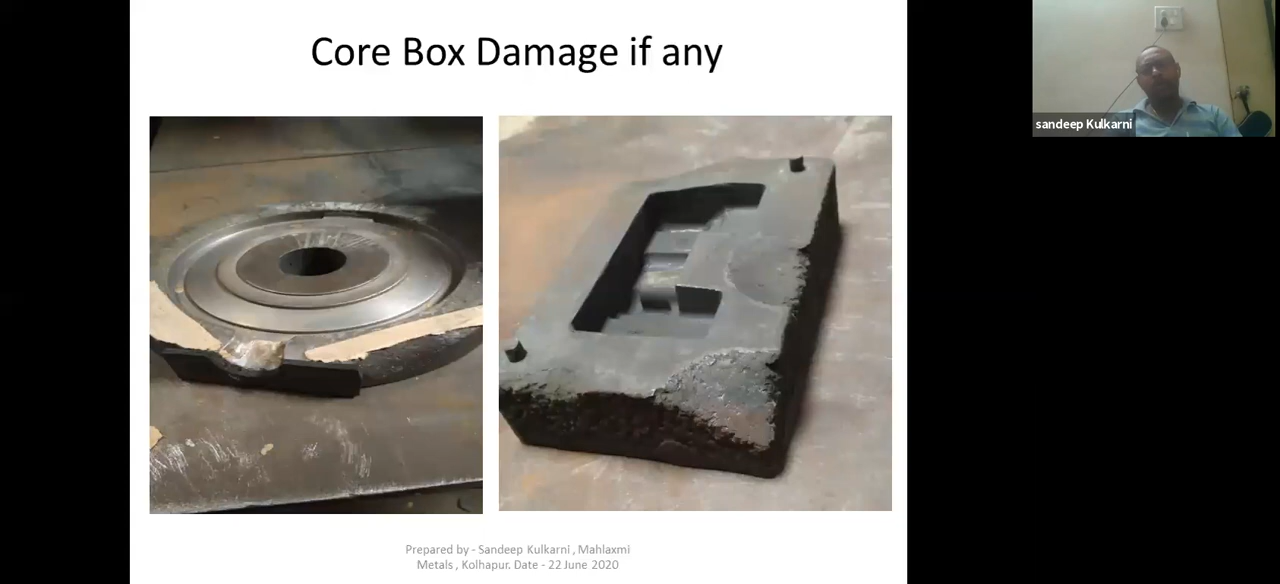 Core Box Damage if any
sandeep Kulkarni
Prepared by - Sandeep Kulkarni , Mahlaxmi
Metals , Kolhapur. Date - 22 June 2020